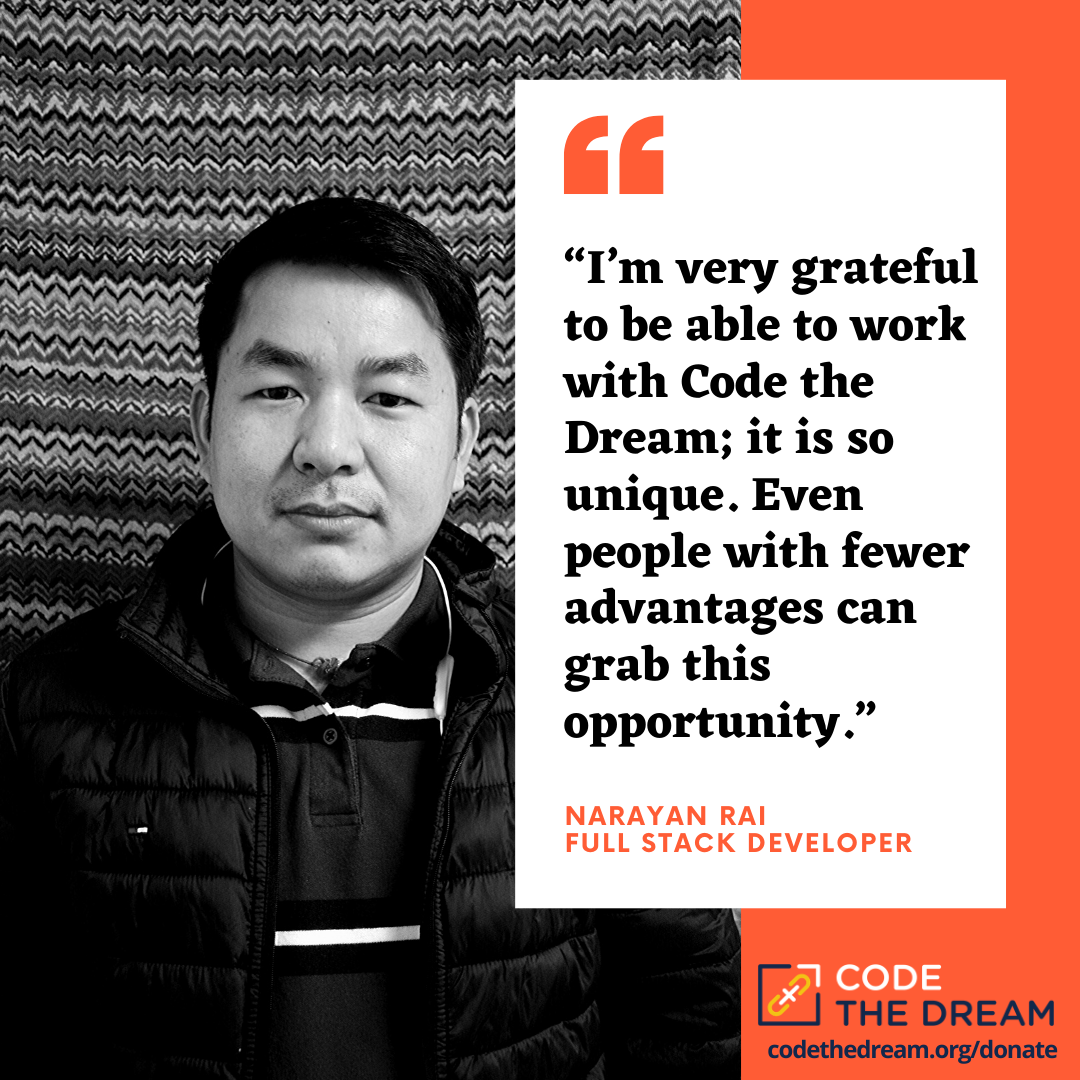 “I’m very grateful
to be able to work
with Code the
Dream; it is so
unique. Even
people with fewer
advantages can
grab this
opportunity.”
NARAYAN RAI
FULL STACK DEVELOPER
CODE
THE DREAM
codethedream.org/donate